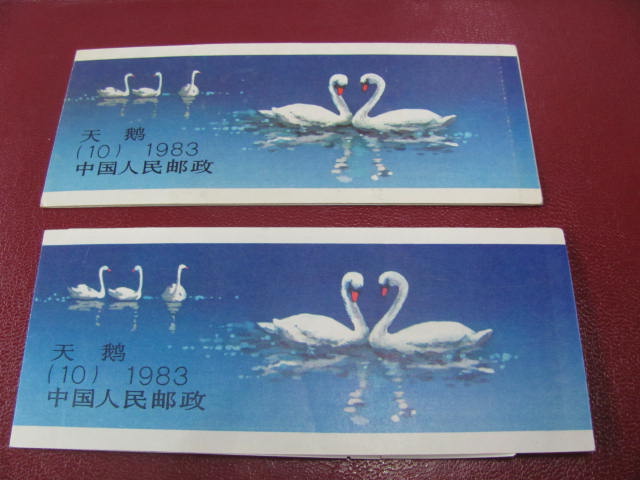 天 鹅
(10) 1983
中国人民邮政
天 鹅
(10) 1983
中国人民邮政